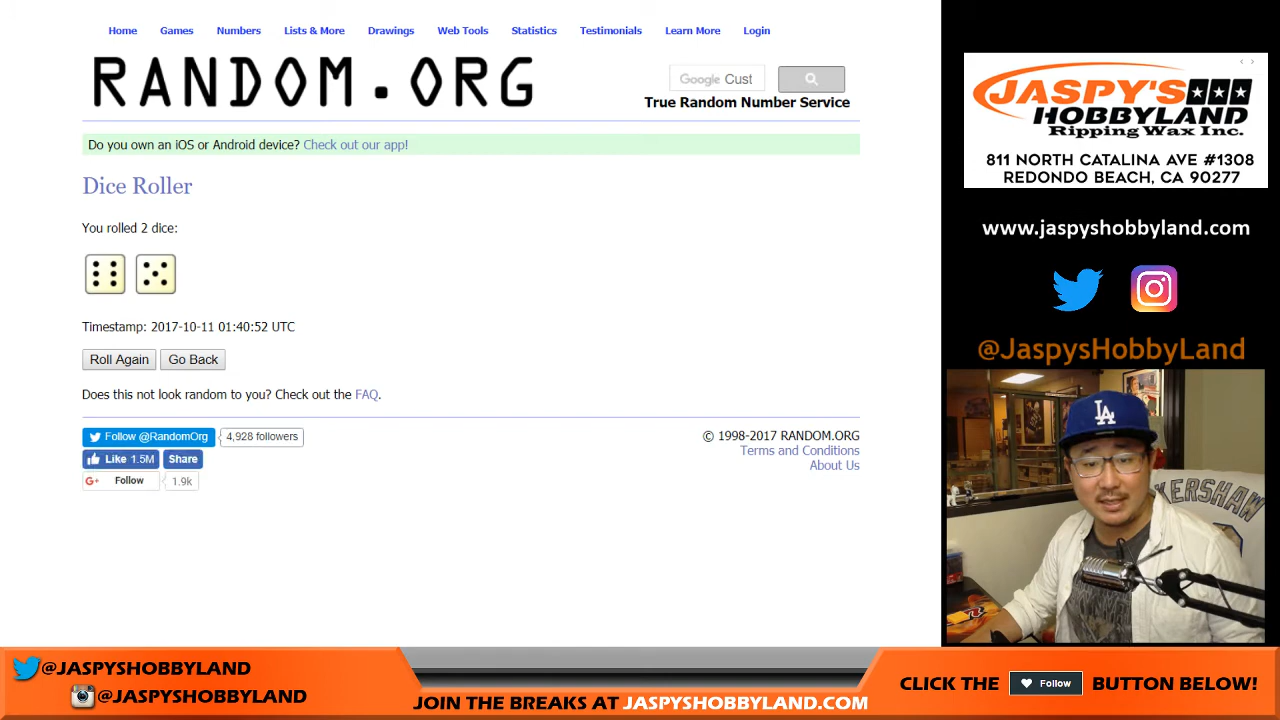 Home Games Numbers Lists & More Drawings Web Tools Statistics Testimonials Learn More Login
RANDOM.ORG
Google Cust
True Random Number Service
Do you own an iOS or Android device? Check out our app!
Dice Roller
You rolled 2 dice:
Timestamp: 2017-10-11 01:40:52 UTC
Roll Again Go Back
Does this not look random to you? Check out the FAQ.
Follow @RandomOrg 4,928 followers
Like 1.5M Share
G+ Follow 1.9k
© 1998-2017 RANDOM.ORG
Terms and Conditions
About Us
JASPY'S
HOBBYLAND
Ripping Wax Inc.
811 NORTH CATALINA AVE #1308
REDONDO BEACH, CA 90277
www.jaspyshobbyland.com
@JaspysHobbyLand
LA
KERSHAW
@JASPYSHOBBYLAND
@JASPYSHOBBYLAND
JOIN THE BREAKS AT JASPYSHOBBYLAND.COM
CLICK THE Follow BUTTON BELOW!